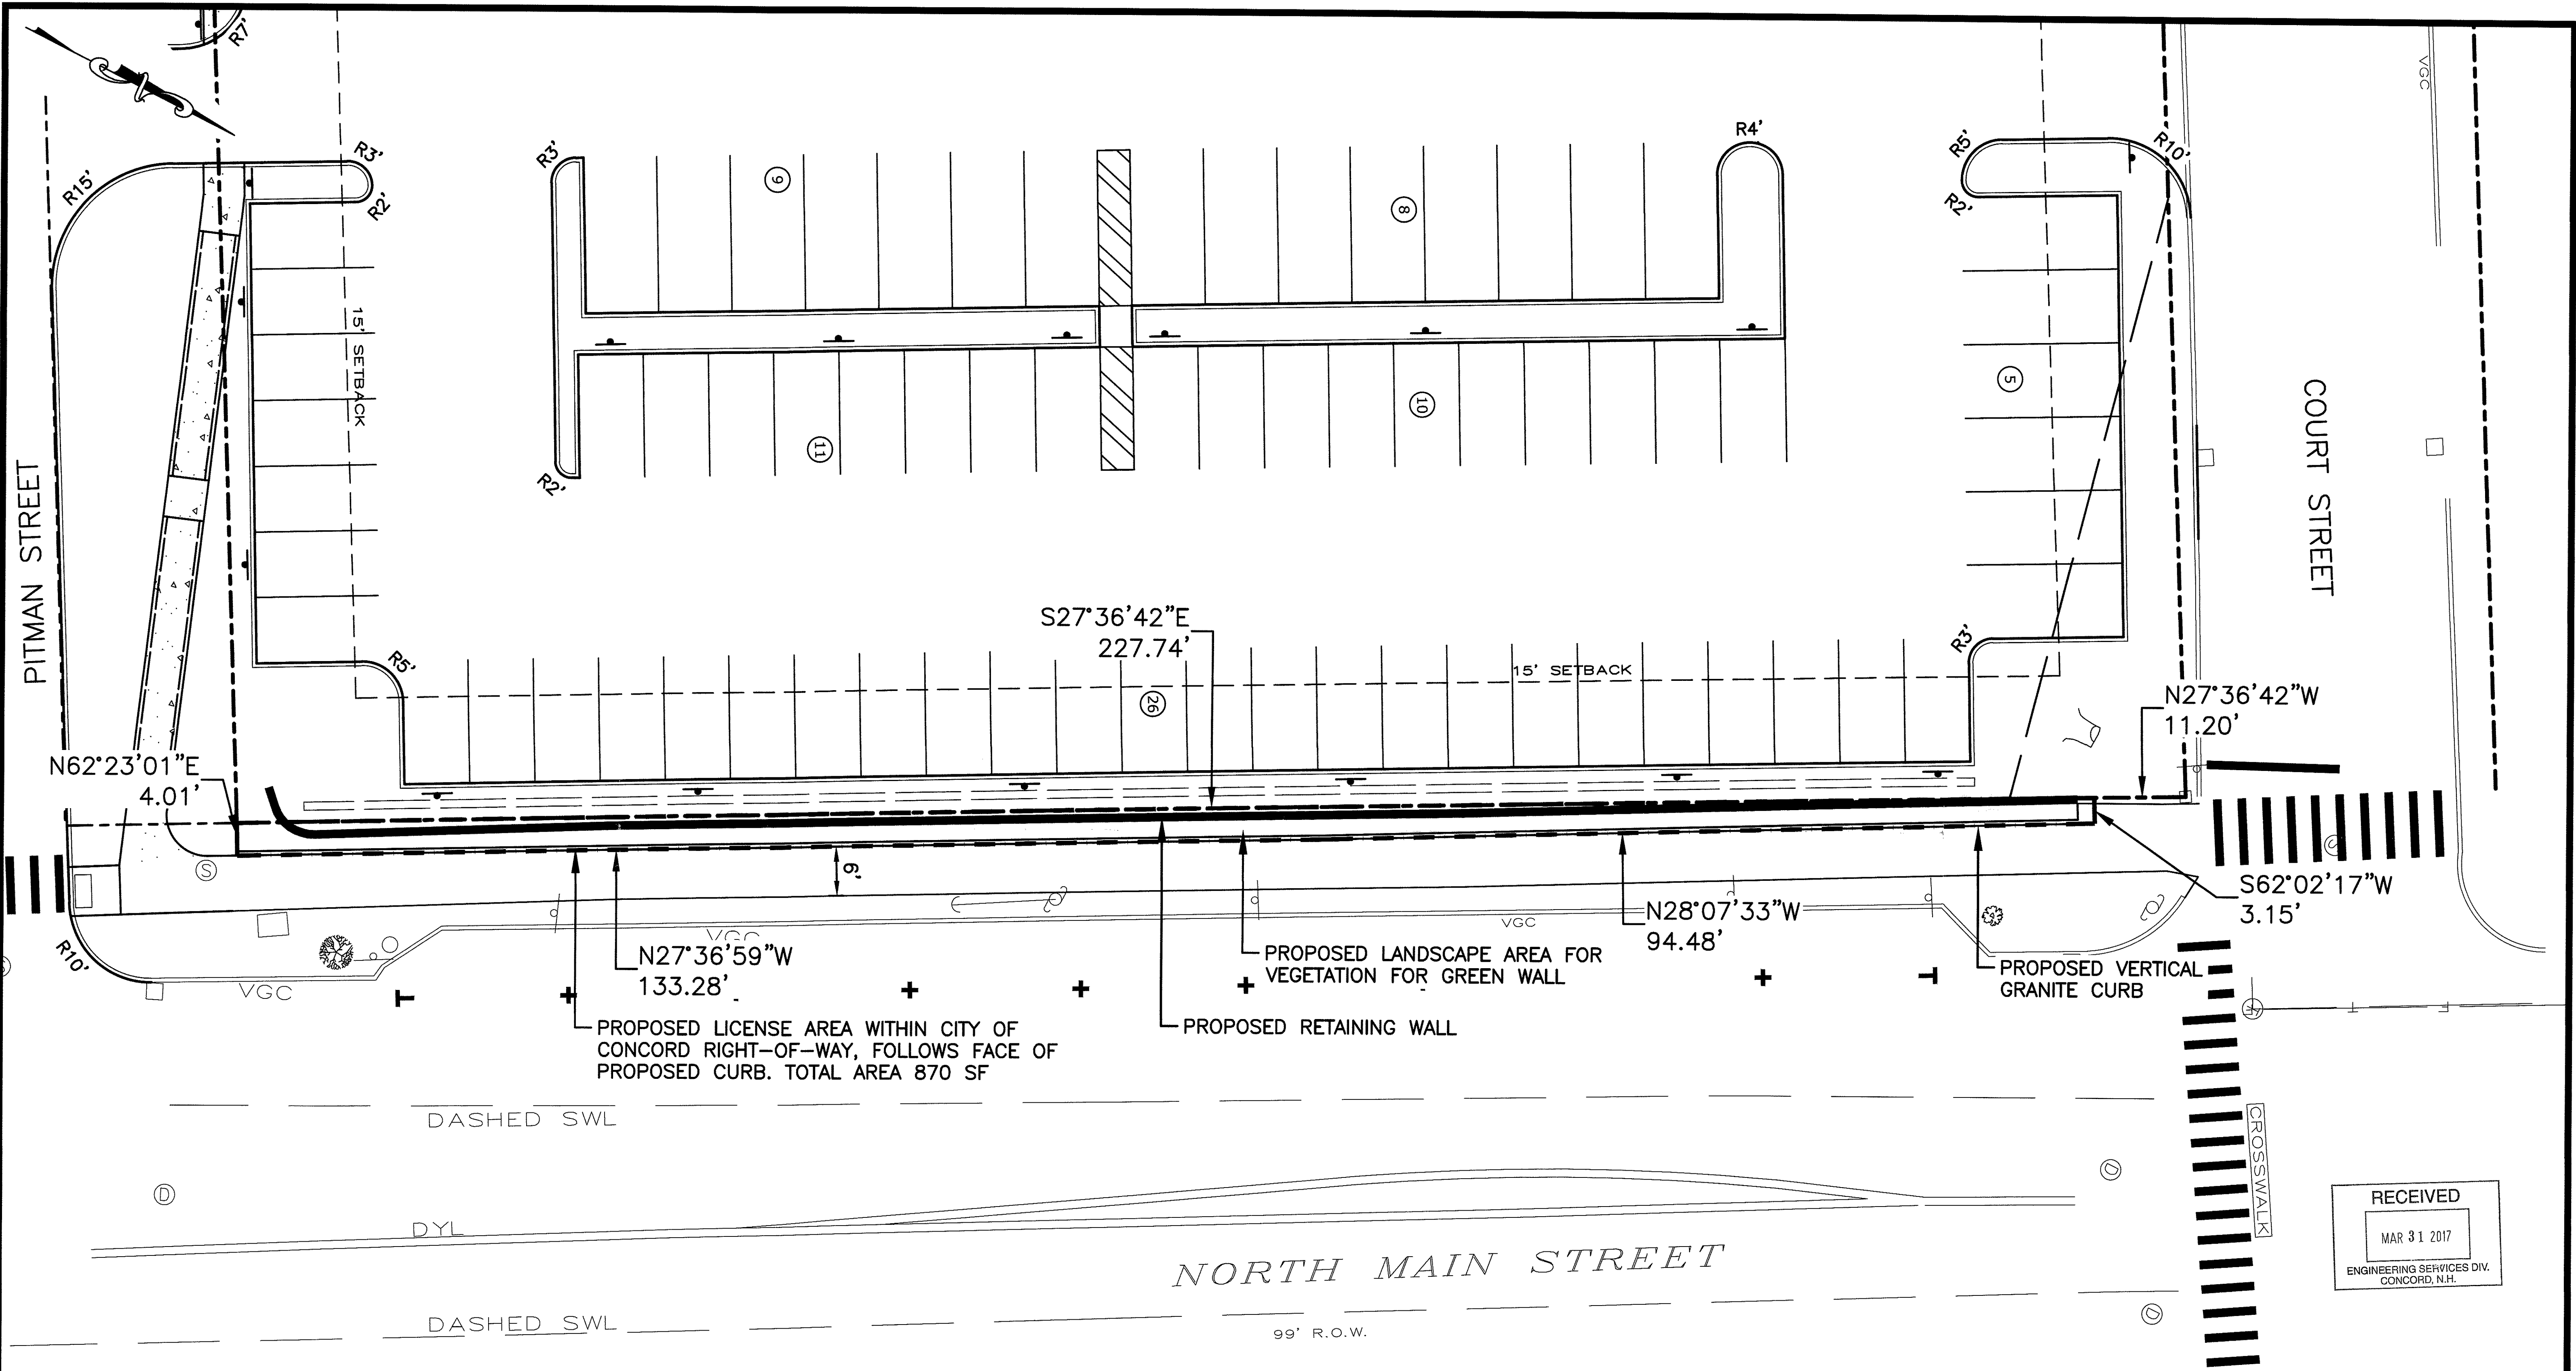 R7'
VGC
R15'
R3'
R2'
R3'
9
8
R4'
R5'
R10'
R2'
15' SETBACK
11
10
5
R2'
PITMAN STREET
COURT STREET
S27°36'42"E
227.74'
R5'
R3'
15' SETBACK
26
N27°36'42"W
11.20'
N62°23'01"E
4.01'
S
S
6'
S62°02'17"W
3.15'
N28°07'33"W
94.48'
VGC
VGC
N27°36'59"W
133.28'
R10'
S
VGC
PROPOSED LANDSCAPE AREA FOR
VEGETATION FOR GREEN WALL
PROPOSED VERTICAL
GRANITE CURB
PROPOSED LICENSE AREA WITHIN CITY OF
CONCORD RIGHT-OF-WAY, FOLLOWS FACE OF
PROPOSED CURB. TOTAL AREA 870 SF
PROPOSED RETAINING WALL
DASHED SWL
CROSSWALK
D
D
DYL
NORTH MAIN STREET
RECEIVED
MAR 31 2017
ENGINEERING SERVICES DIV.
CONCORD, N.H.
D
DASHED SWL
99' R.O.W.